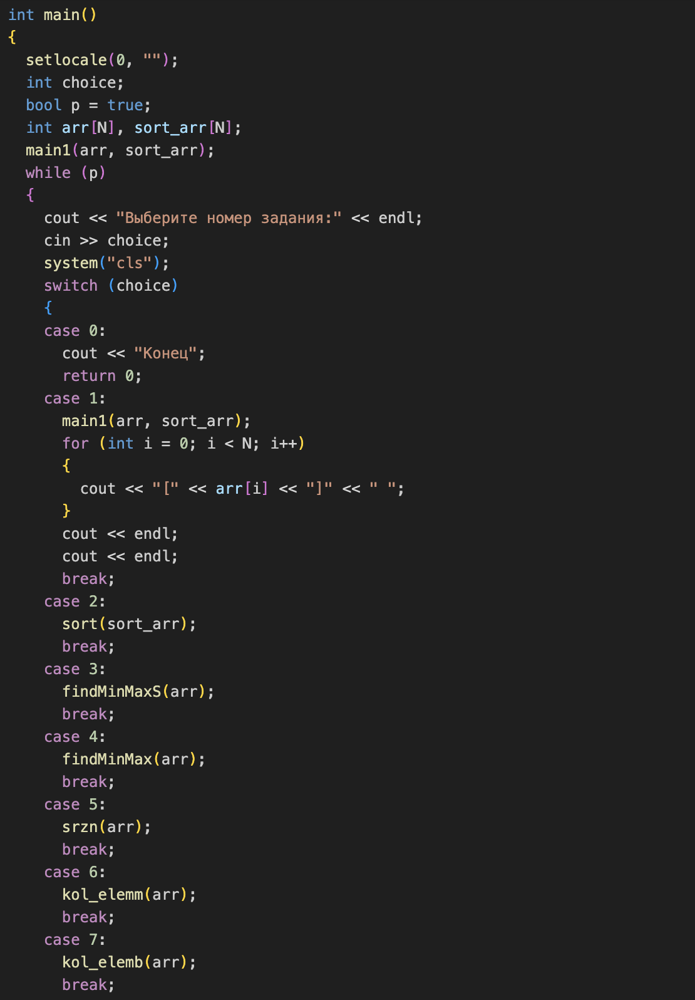 int main()
{
  setlocale(0, "");
  int choice;
  bool p = true;
  int arr[N], sort_arr[N];
  main1(arr, sort_arr);
  while (p)
  {
    cout << "Выберите номер задания:" << endl;
    cin >> choice;
    system("cls");
    switch (choice)
    {
    case 0:
      cout << "Конец";
      return 0;
    case 1:
      main1(arr, sort_arr);
      for (int i = 0; i < N; i++)
      {
        cout << "[" << arr[i] << "]" << " ";
      }
      cout << endl;
      cout << endl;
      break;
    case 2:
      sort(sort_arr);
      break;
    case 3:
      findMinMaxS(arr);
      break;
    case 4:
      findMinMax(arr);
      break;
    case 5:
      srzn(arr);
      break;
    case 6:
      kol_elemm(arr);
      break;
    case 7:
      kol_elemb(arr);
      break;